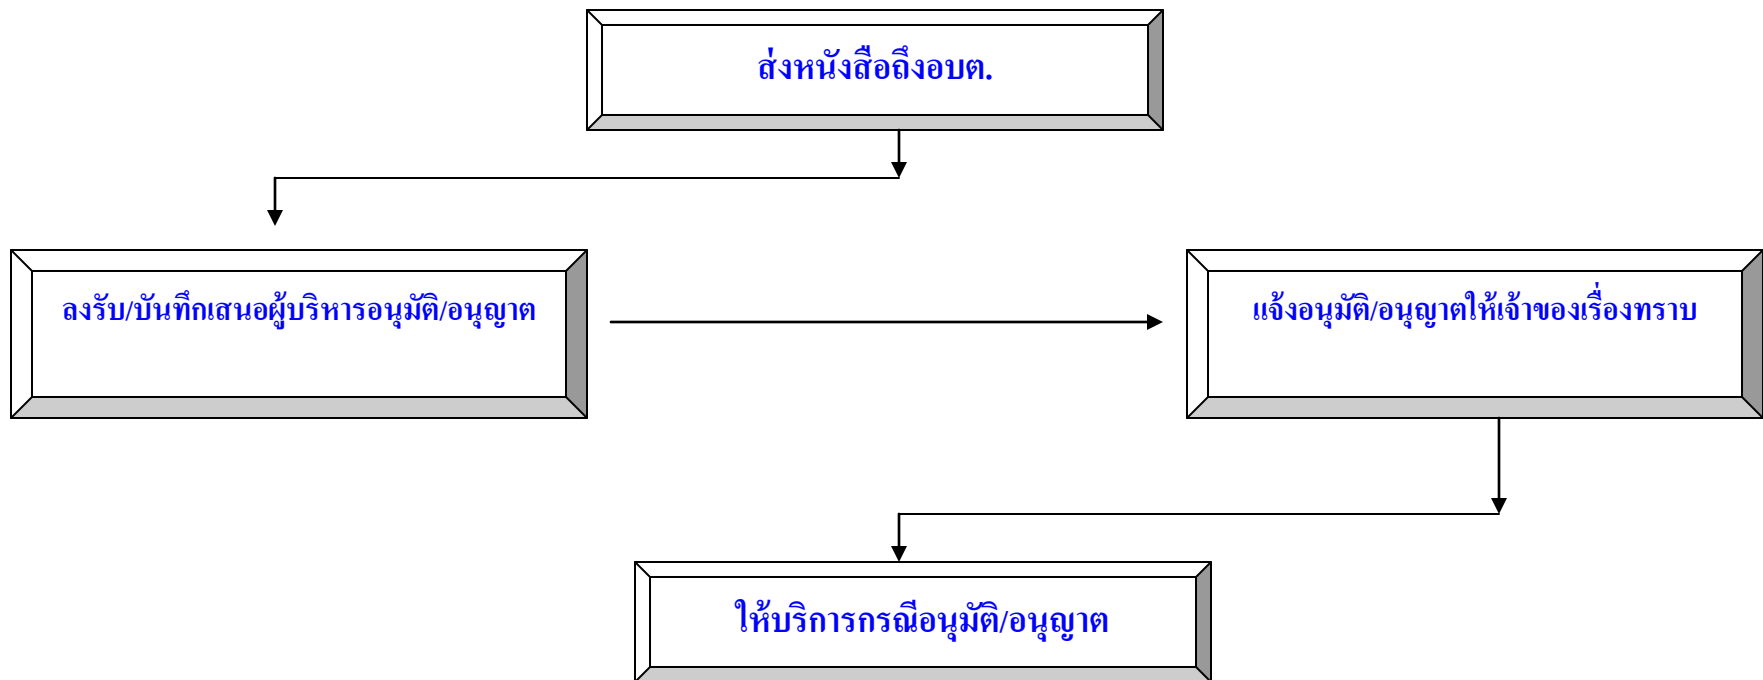 ส่งหนังสือถึงอบต.
ลงรับ/บันทึกเสนอผู้บริหารอนุมัติ/อนุญาต
แจ้งอนุมัติ/อนุญาตให้เจ้าของเรื่องทราบ
ให้บริการกรณีอนุมัติ/อนุญาต